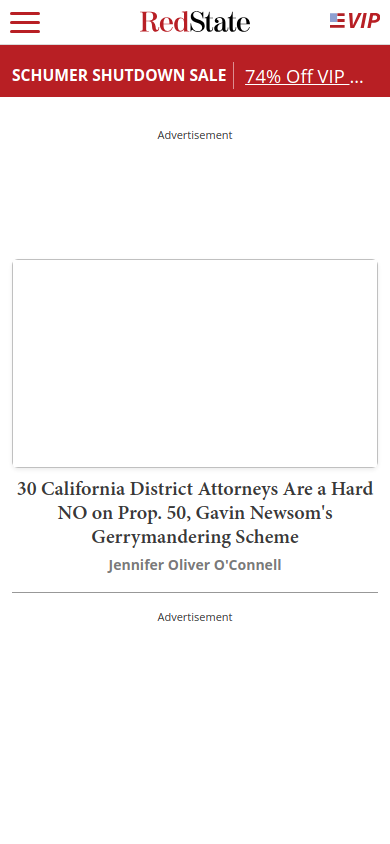 RedState
VIP
SCHUMER SHUTDOWN SALE
74% Off VIP ...
Advertisement
30 California District Attorneys Are a Hard
NO on Prop. 50, Gavin Newsom's
Gerrymandering Scheme
Jennifer Oliver O'Connell
Advertisement